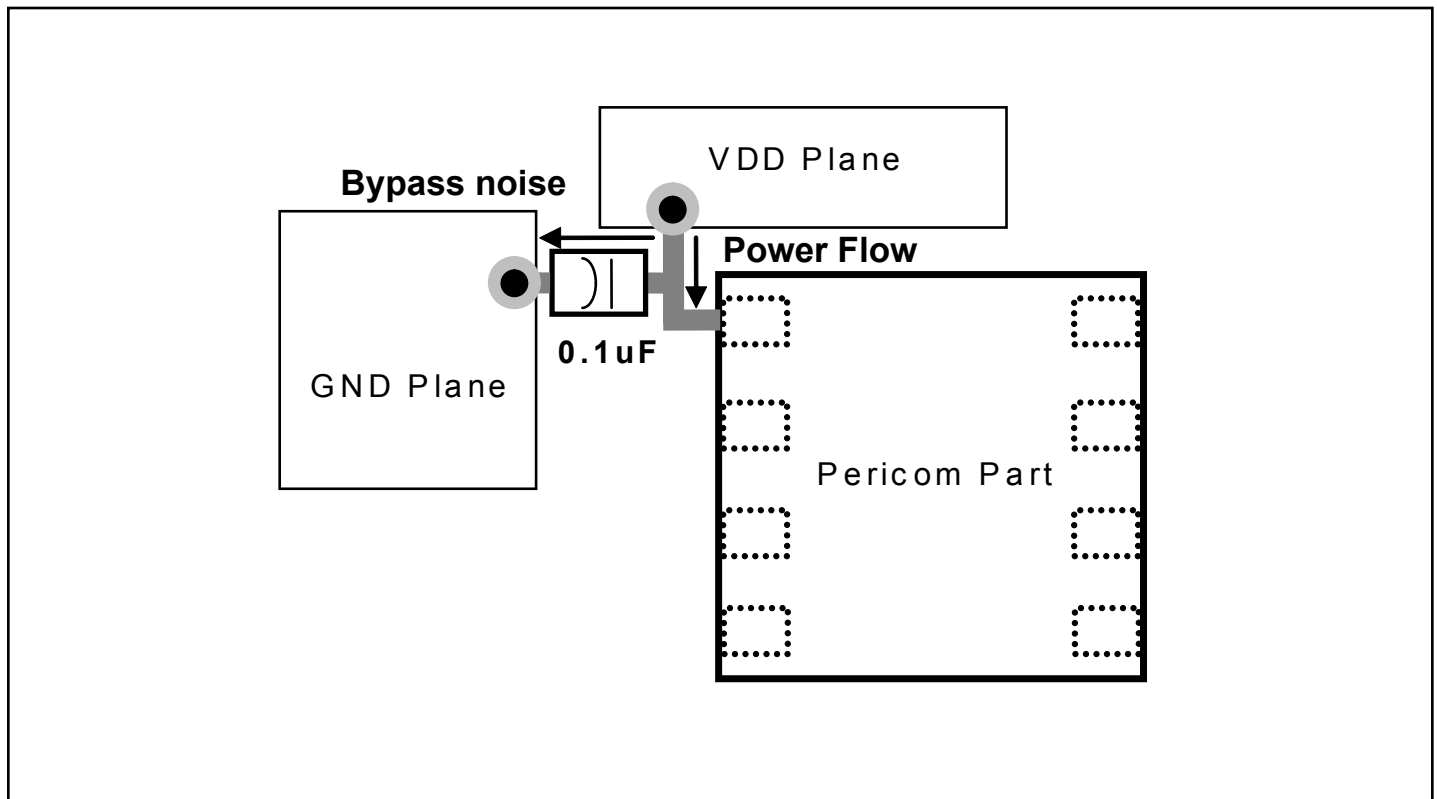 VDD Plane
Bypass noise
Power Flow
0.1uF
GND Plane
Pericom Part